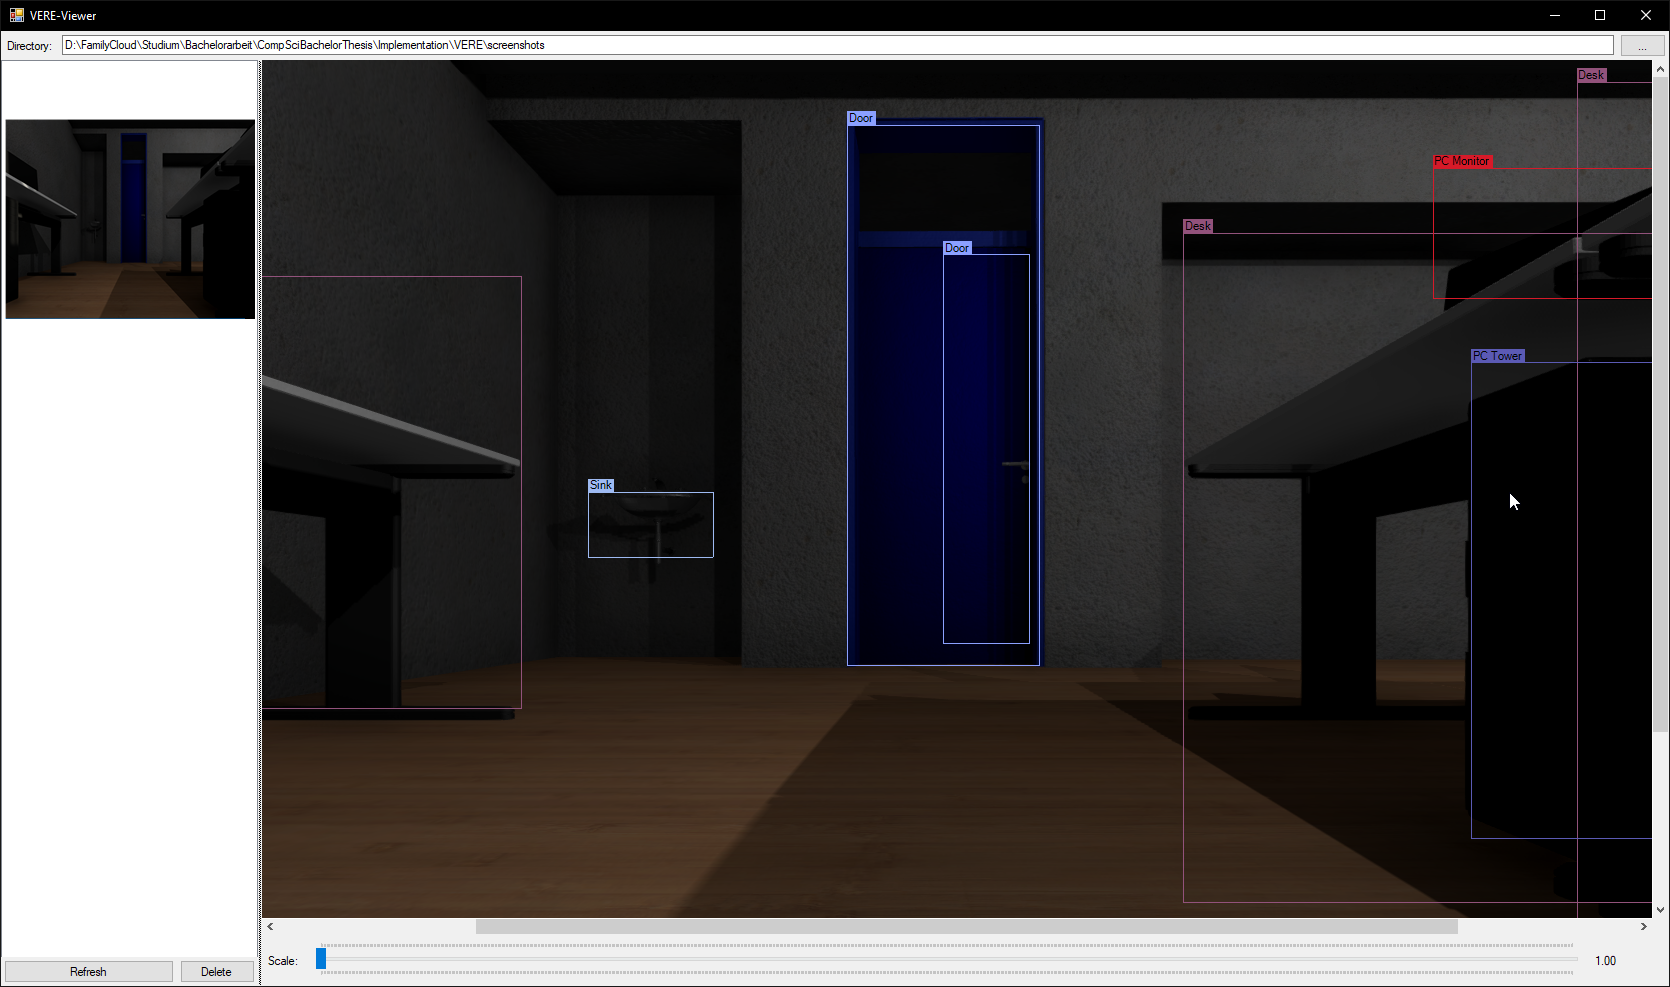 VERE-Viewer
Directory:
D:\FamilyCloud\Studium\Bachelorarbeit\CompSciBachelorThesis\Implementation\VERE\screenshots
...
Desk
Door
PC Monitor
Desk
Door
PC Tower
Sink
Scale:
1.00
Refresh
Delete